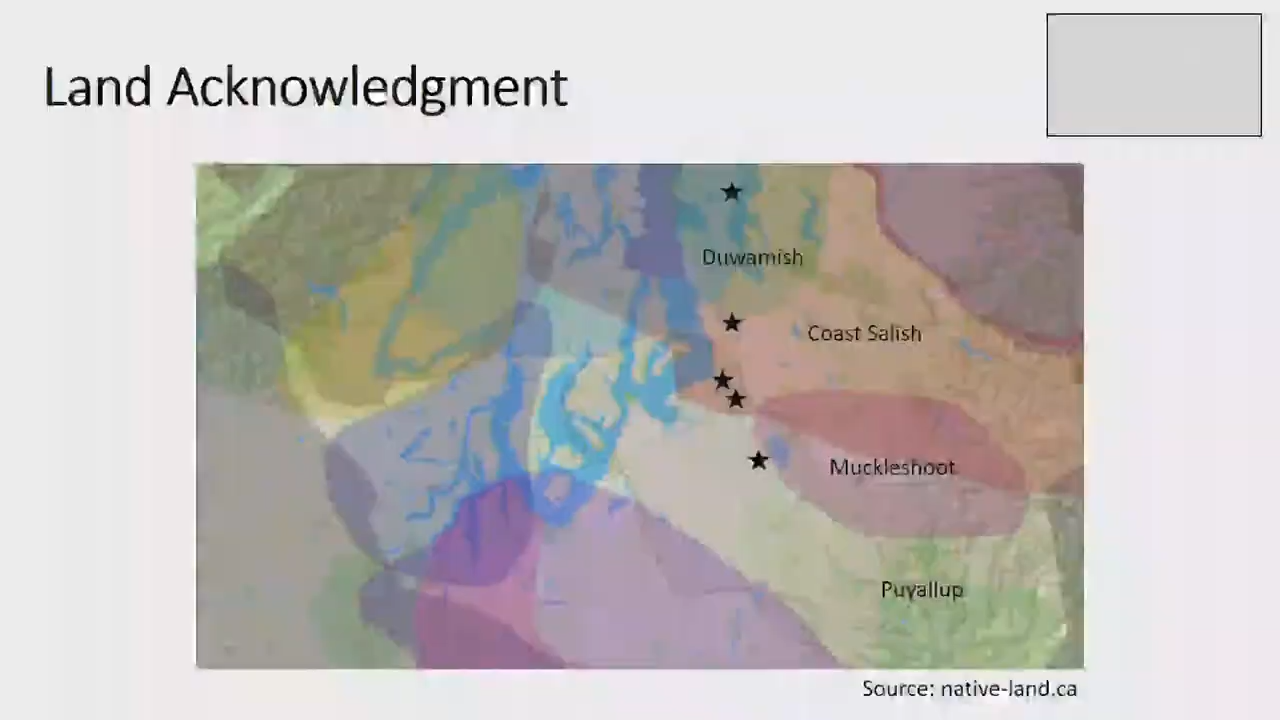 Land Acknowledgment
Duwamish
Coast Salish
Muckleshoot
Puyallup
Source: native-land.ca